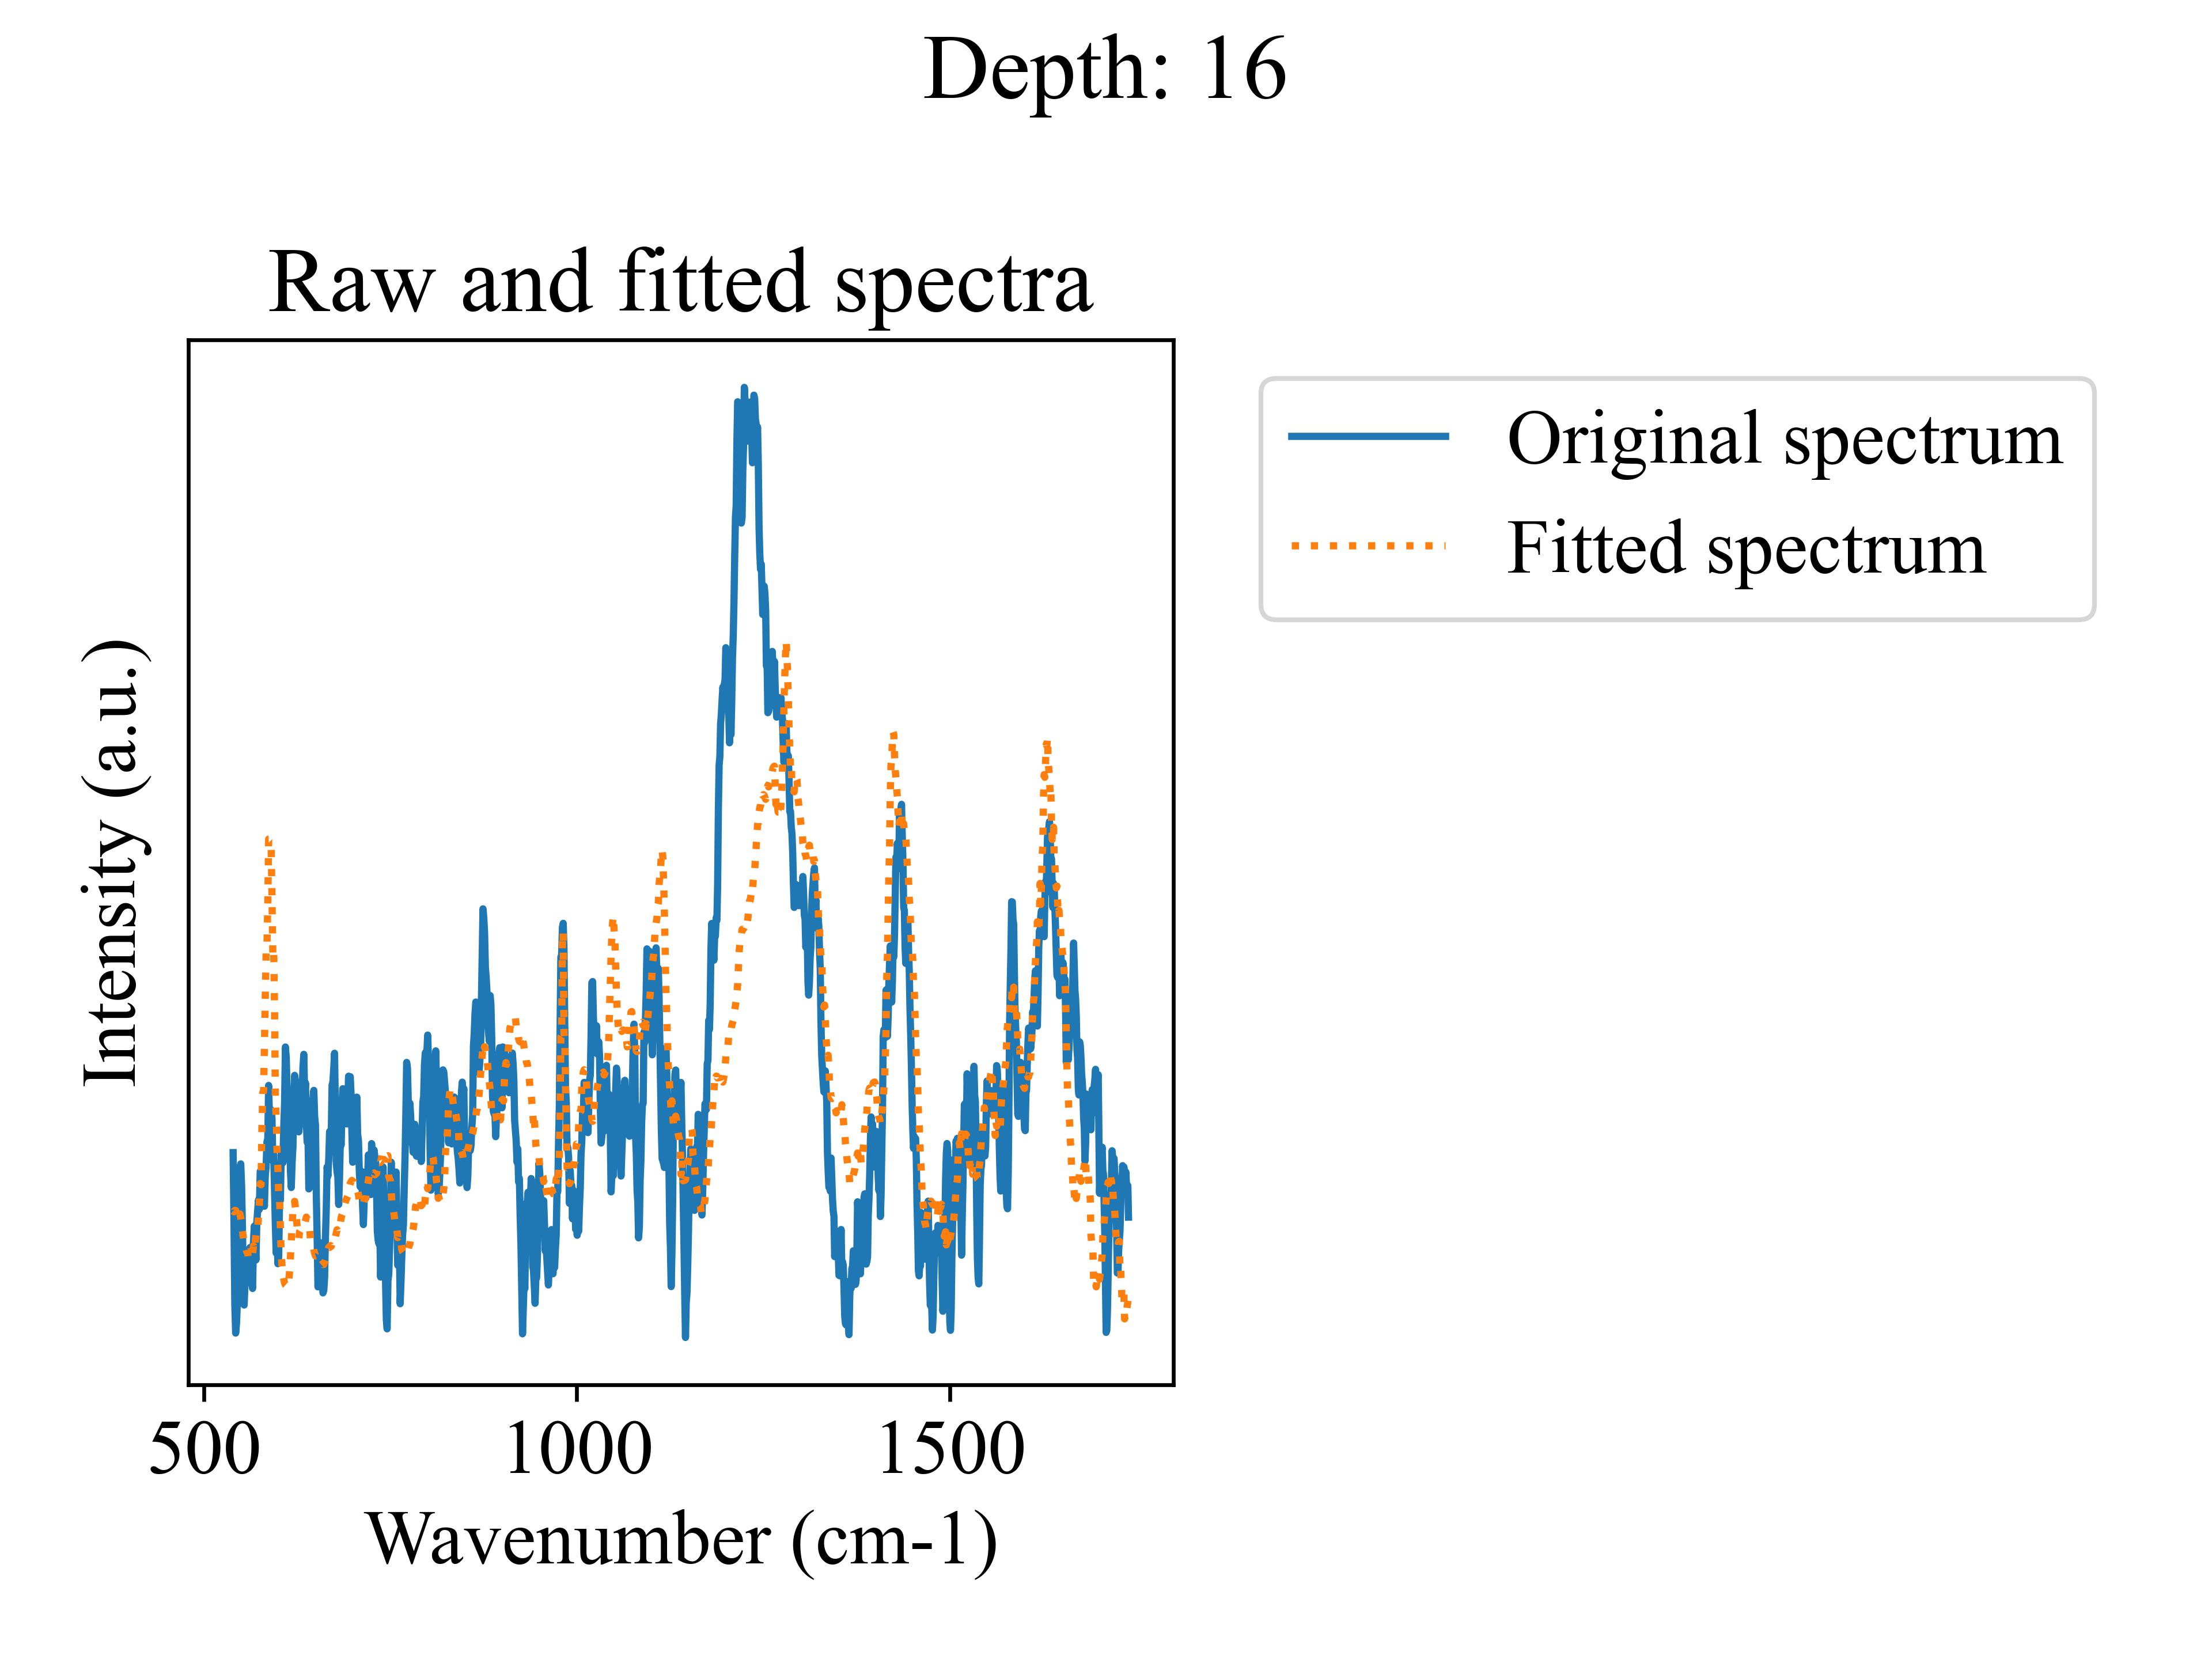 Depth: 16
Raw and fitted spectra
Original spectrum
Fitted spectrum
Intensity (a.u.)
500 1000 1500
Wavenumber (cm-1)